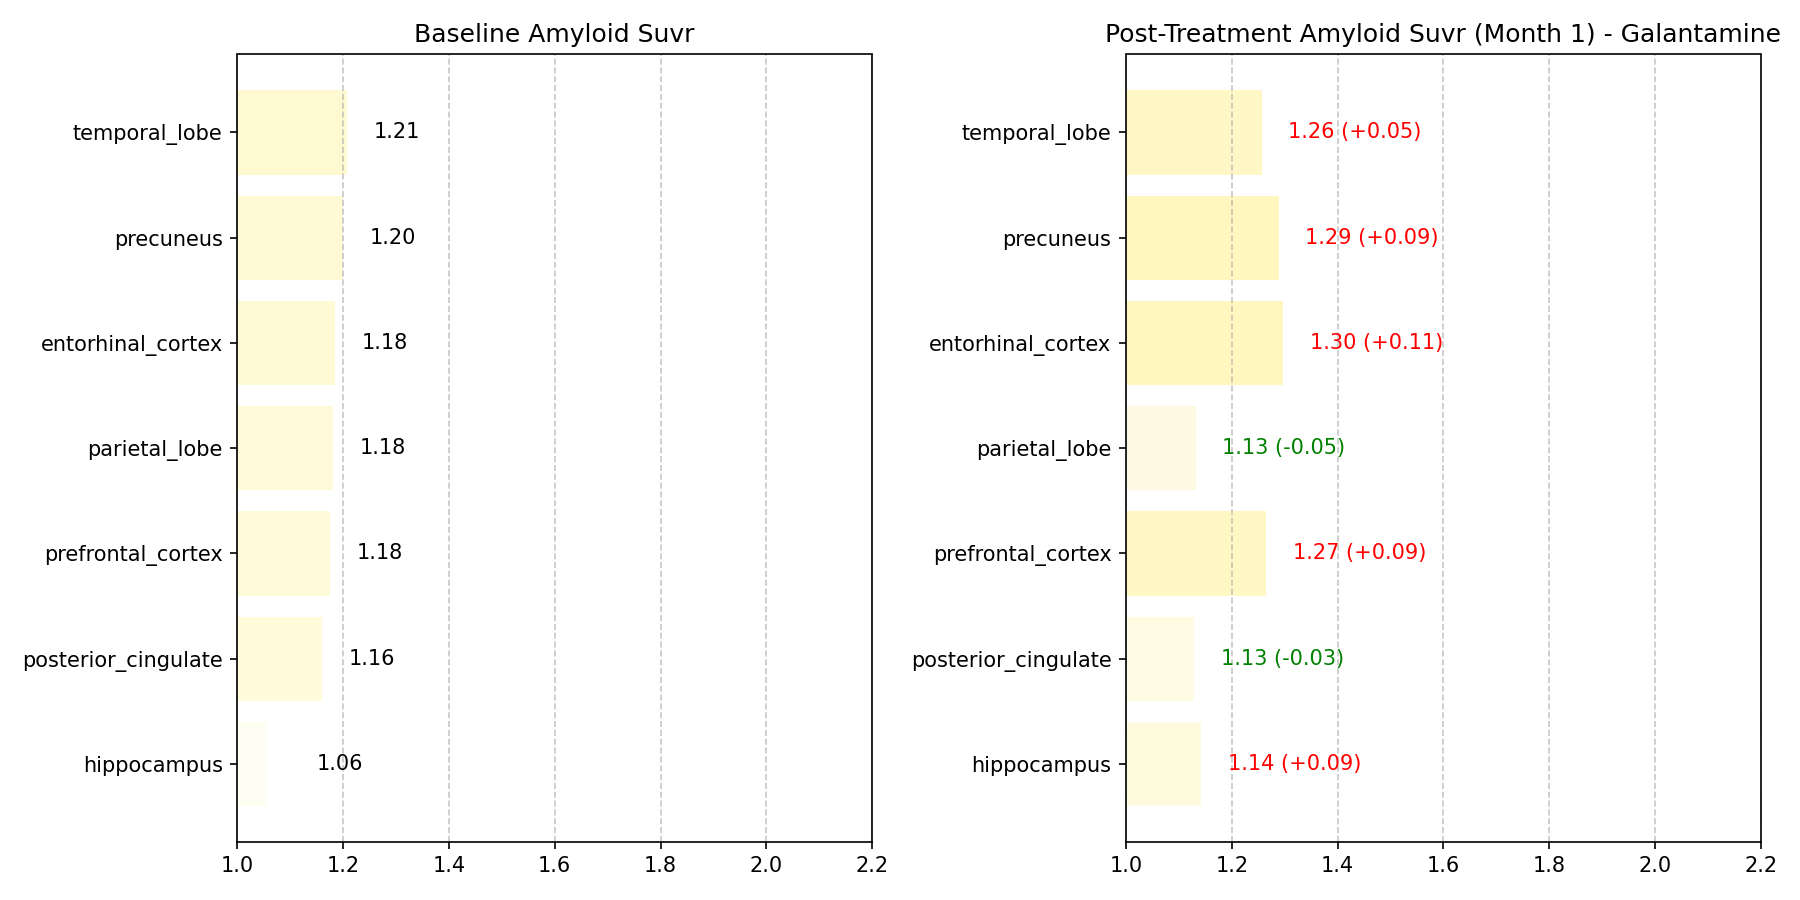 Baseline Amyloid Suvr
temporal_lobe
1.21
precuneus
1.20
entorhinal_cortex
1.18
parietal_lobe
1.18
prefrontal_cortex
1.18
posterior_cingulate
1.16
hippocampus
1.06
1.0 1.2 1.4 1.6 1.8 2.0 2.2
Post-Treatment Amyloid Suvr (Month 1) - Galantamine
temporal_lobe
1.26 (+0.05)
precuneus
1.29 (+0.09)
entorhinal_cortex
1.30 (+0.11)
parietal_lobe
1.13 (-0.05)
prefrontal_cortex
1.27 (+0.09)
posterior_cingulate
1.13 (-0.03)
hippocampus
1.14 (+0.09)
1.0 1.2 1.4 1.6 1.8 2.0 2.2